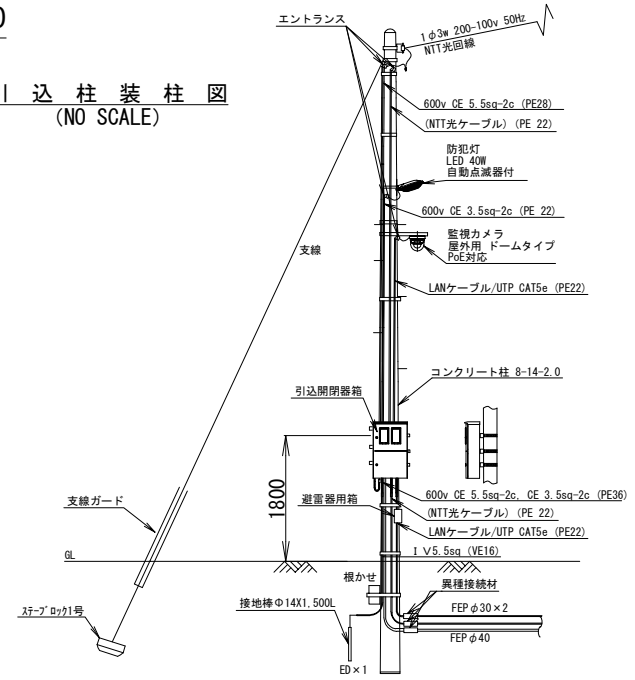 引 込 柱 装 柱 図
(NO SCALE)
エントランス
1φ3w 200-100v 50Hz
NTT光回線
600v CE 5.5sq-2c (PE28)
(NTT光ケーブル) (PE 22)
防犯灯
LED 40W
自動点滅器付
600v CE 3.5sq-2c (PE 22)
監視カメラ
屋外用 ドームタイプ
PoE対応
支線
LANケーブル/UTP CAT5e (PE22)
コンクリート柱 8-14-2.0
引込開閉器箱
1800
支線ガード
避雷器用箱
600v CE 5.5sq-2c, CE 3.5sq-2c (PE36)
(NTT光ケーブル) (PE 22)
LANケーブル/UTP CAT5e (PE22)
GL
I V5.5sq (VE16)
根かせ
異種接続材
ステーブロック1号
接地棒Φ14X1,500L
FEPφ30×2
FEPφ40
ED×1